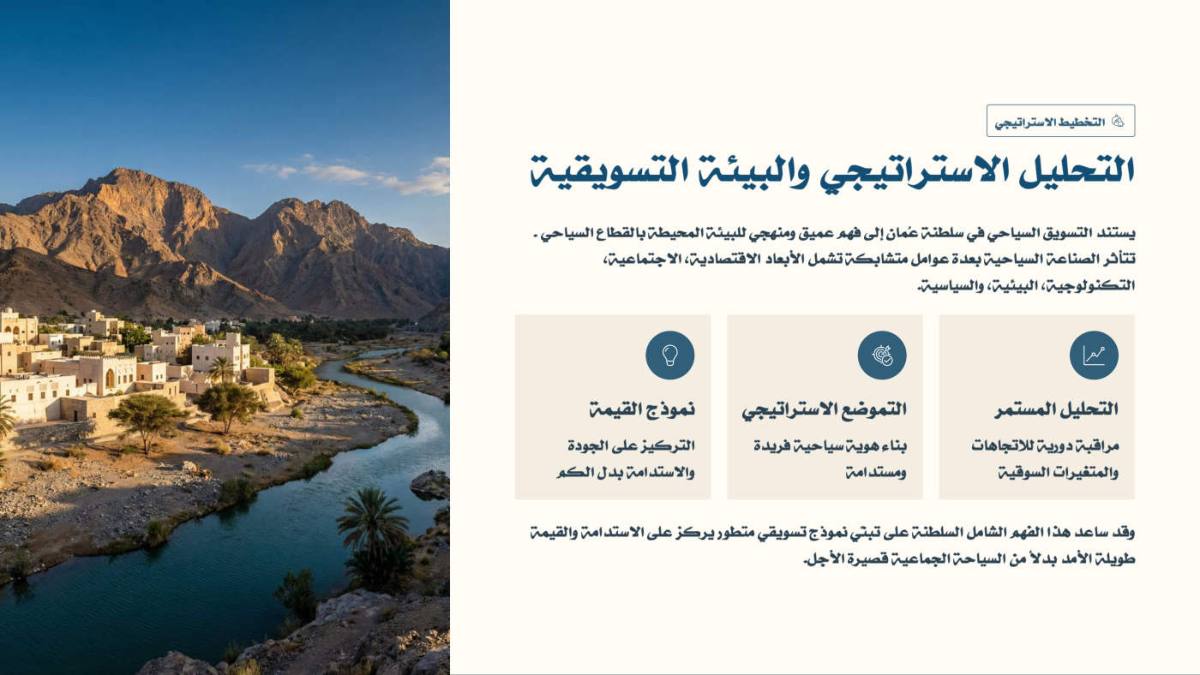 التخطيط الاستراتيجي
التحليل الاستراتيجي والبيئة التسويقية
يستند التسويق السياحي في سلطنة عُمان إلى فهم عميق ومنهجي للبيئة المحيطة بالقطاع السياحي .
تتأثر الصناعة السياحية بعدة عوامل متشابكة تشمل الأبعاد الاقتصادية، الاجتماعية،
التكنولوجية، البيئية، والسياسية.
التحليل المستمر
مراقبة دورية للاتجاهات
والمتغيرات السوقية
التموضع الاستراتيجي
بناء هوية سياحية فريدة
ومستدامة
نموذج القيمة
التركيز على الجودة
والاستدامة بدل الكم
وقد ساعد هذا الفهم الشامل السلطنة على تبنّي نموذج تسويقي متطور يركز على الاستدامة والقيمة
طويلة الأمد بدلاً من السياحة الجماعية قصيرة الأجل.